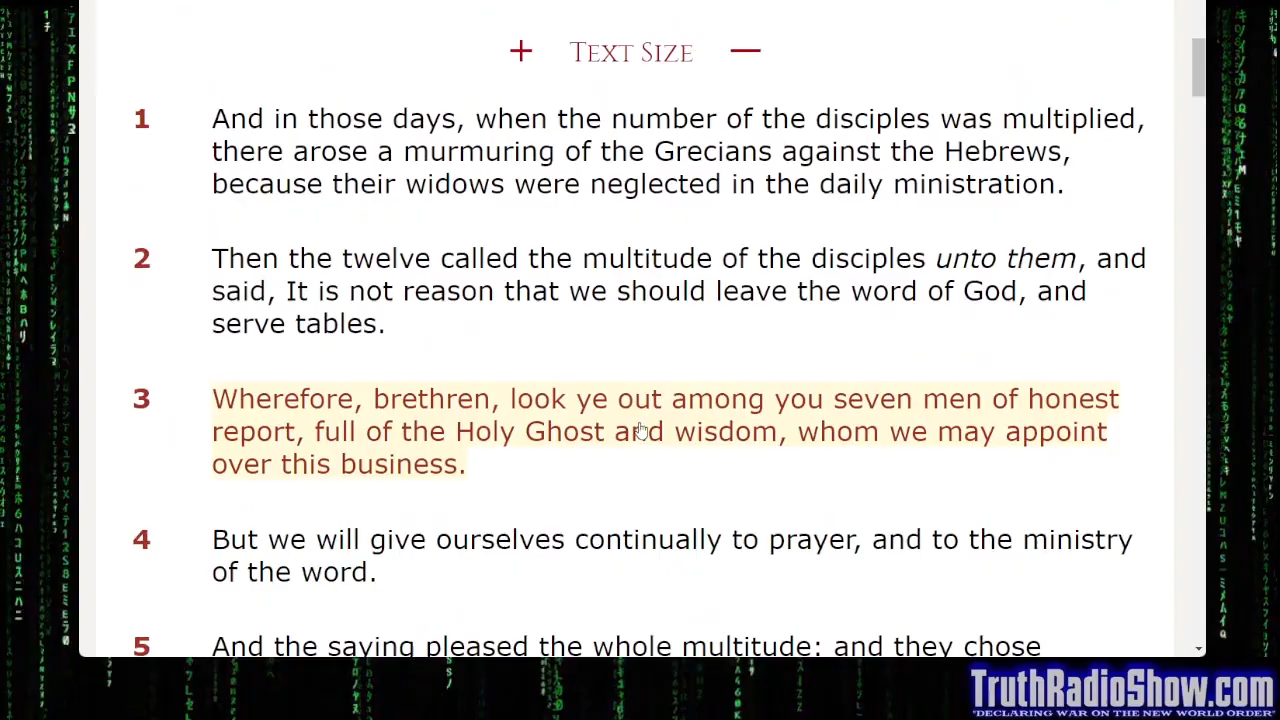 + TEXT SIZE —
1 And in those days, when the number of the disciples was multiplied,
there arose a murmuring of the Grecians against the Hebrews,
because their widows were neglected in the daily ministration.
2 Then the twelve called the multitude of the disciples unto them, and
said, It is not reason that we should leave the word of God, and
serve tables.
3 Wherefore, brethren, look ye out among you seven men of honest
report, full of the Holy Ghost and wisdom, whom we may appoint
over this business.
4 But we will give ourselves continually to prayer, and to the ministry
of the word.
5 And the saying pleased the whole multitude: and they chose
TruthRadioShow.com
"DECLARING WAR ON THE NEW WORLD ORDER"